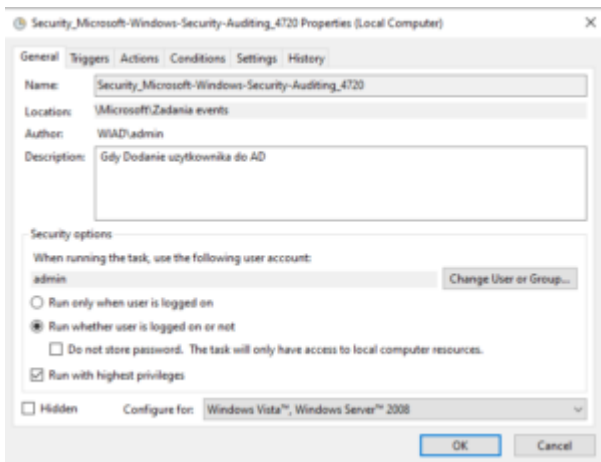 Security_Microsoft-Windows-Security-Auditing_4720 Properties (Local Computer)
General Triggers Actions Conditions Settings History
Name: Security_Microsoft-Windows-Security-Auditing_4720
Location: \Microsoft\Zadania events
Author: WIAD\admin
Description: Gdy Dodanie uzytkownika do AD
Security options
When running the task, use the following user account:
admin Change User or Group...
Run only when user is logged on
Run whether user is logged on or not
Do not store password. The task will only have access to local computer resources.
Run with highest privileges
Hidden Configure for: Windows Vista™, Windows Server™ 2008
OK Cancel